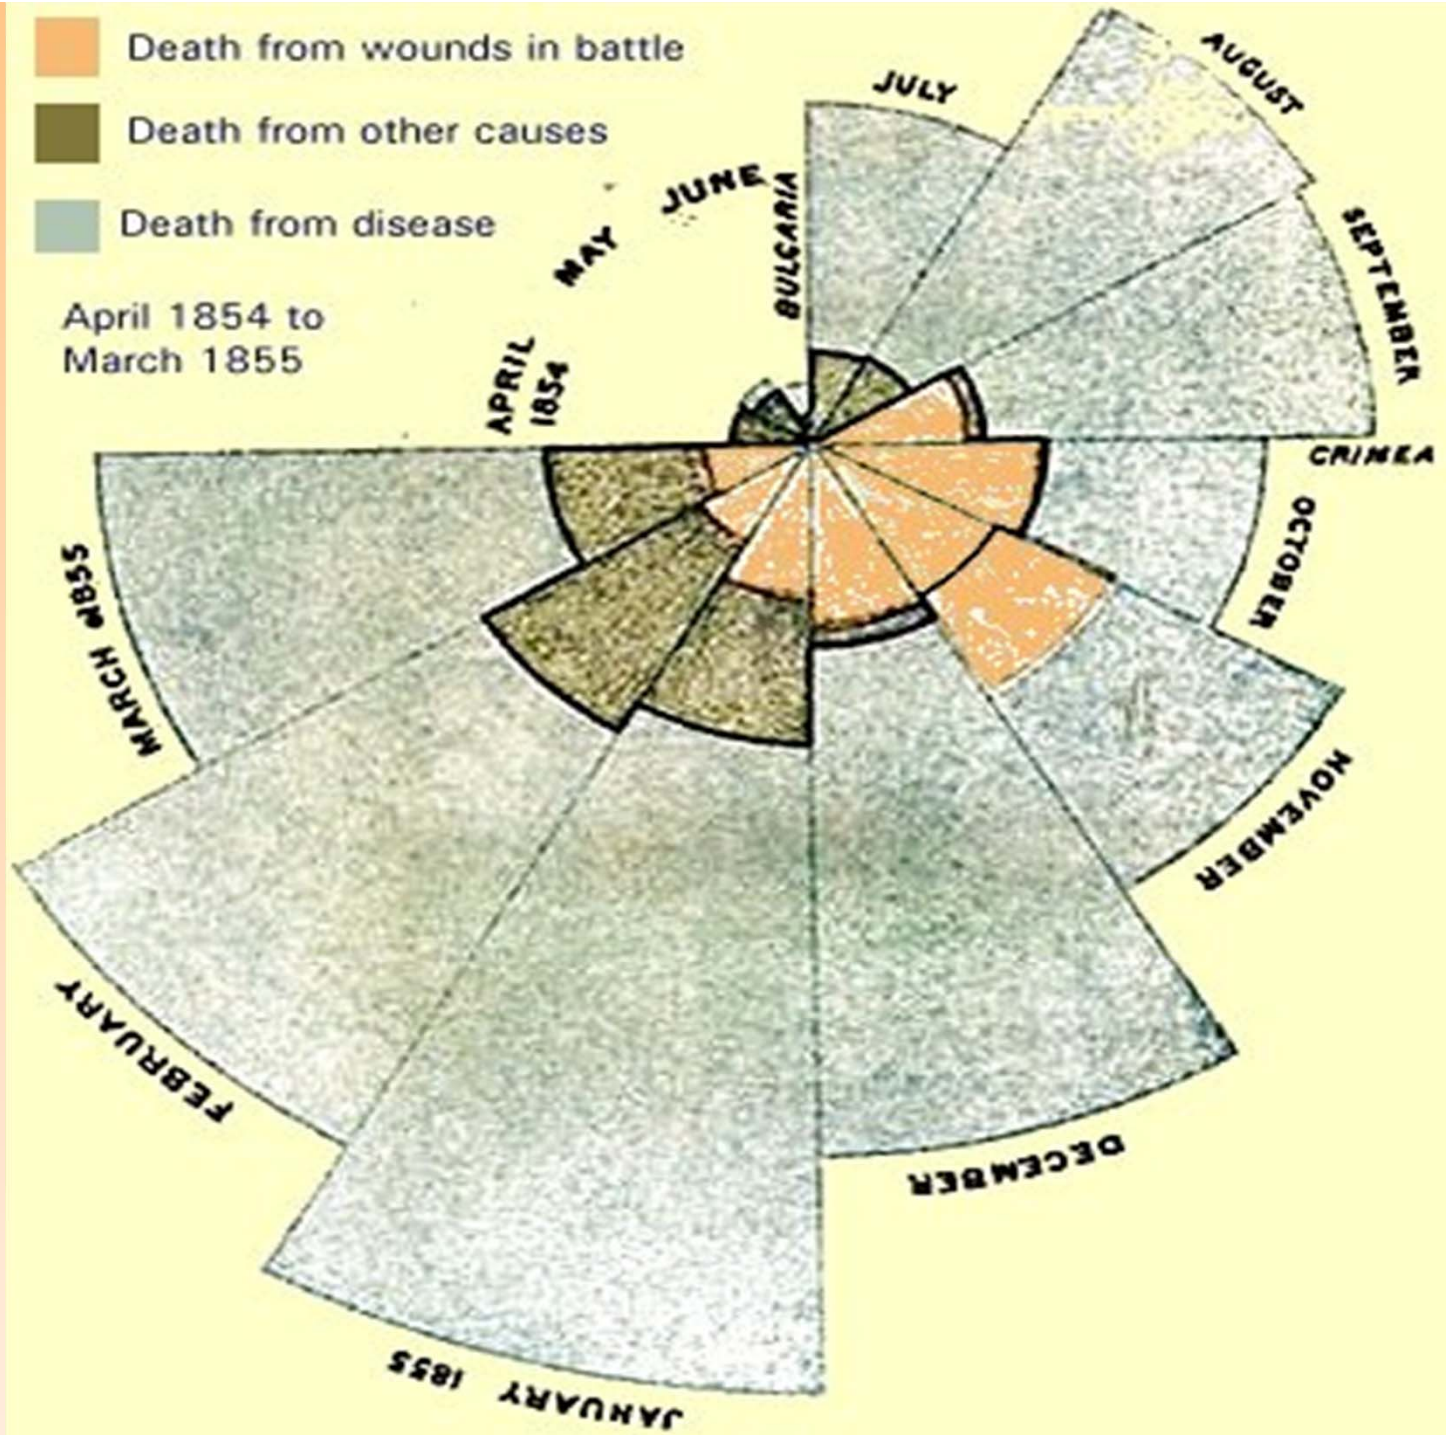 Death from wounds in battle
Death from other causes
Death from disease
April 1854 to
March 1855
APRIL
1854
MAY
JUNE
BULGARIA
JULY
AUGUST
SEPTEMBER
CRIMEA
OCTOBER
NOVEMBER
DECEMBER
JANUARY 1855
FEBRUARY
MARCH 1855